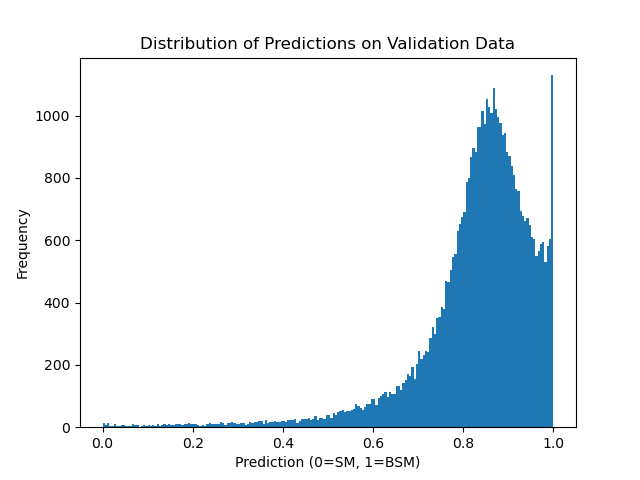 Distribution of Predictions on Validation Data
1000
800
600
400
200
0
Frequency
0.0 0.2 0.4 0.6 0.8 1.0
Prediction (0=SM, 1=BSM)